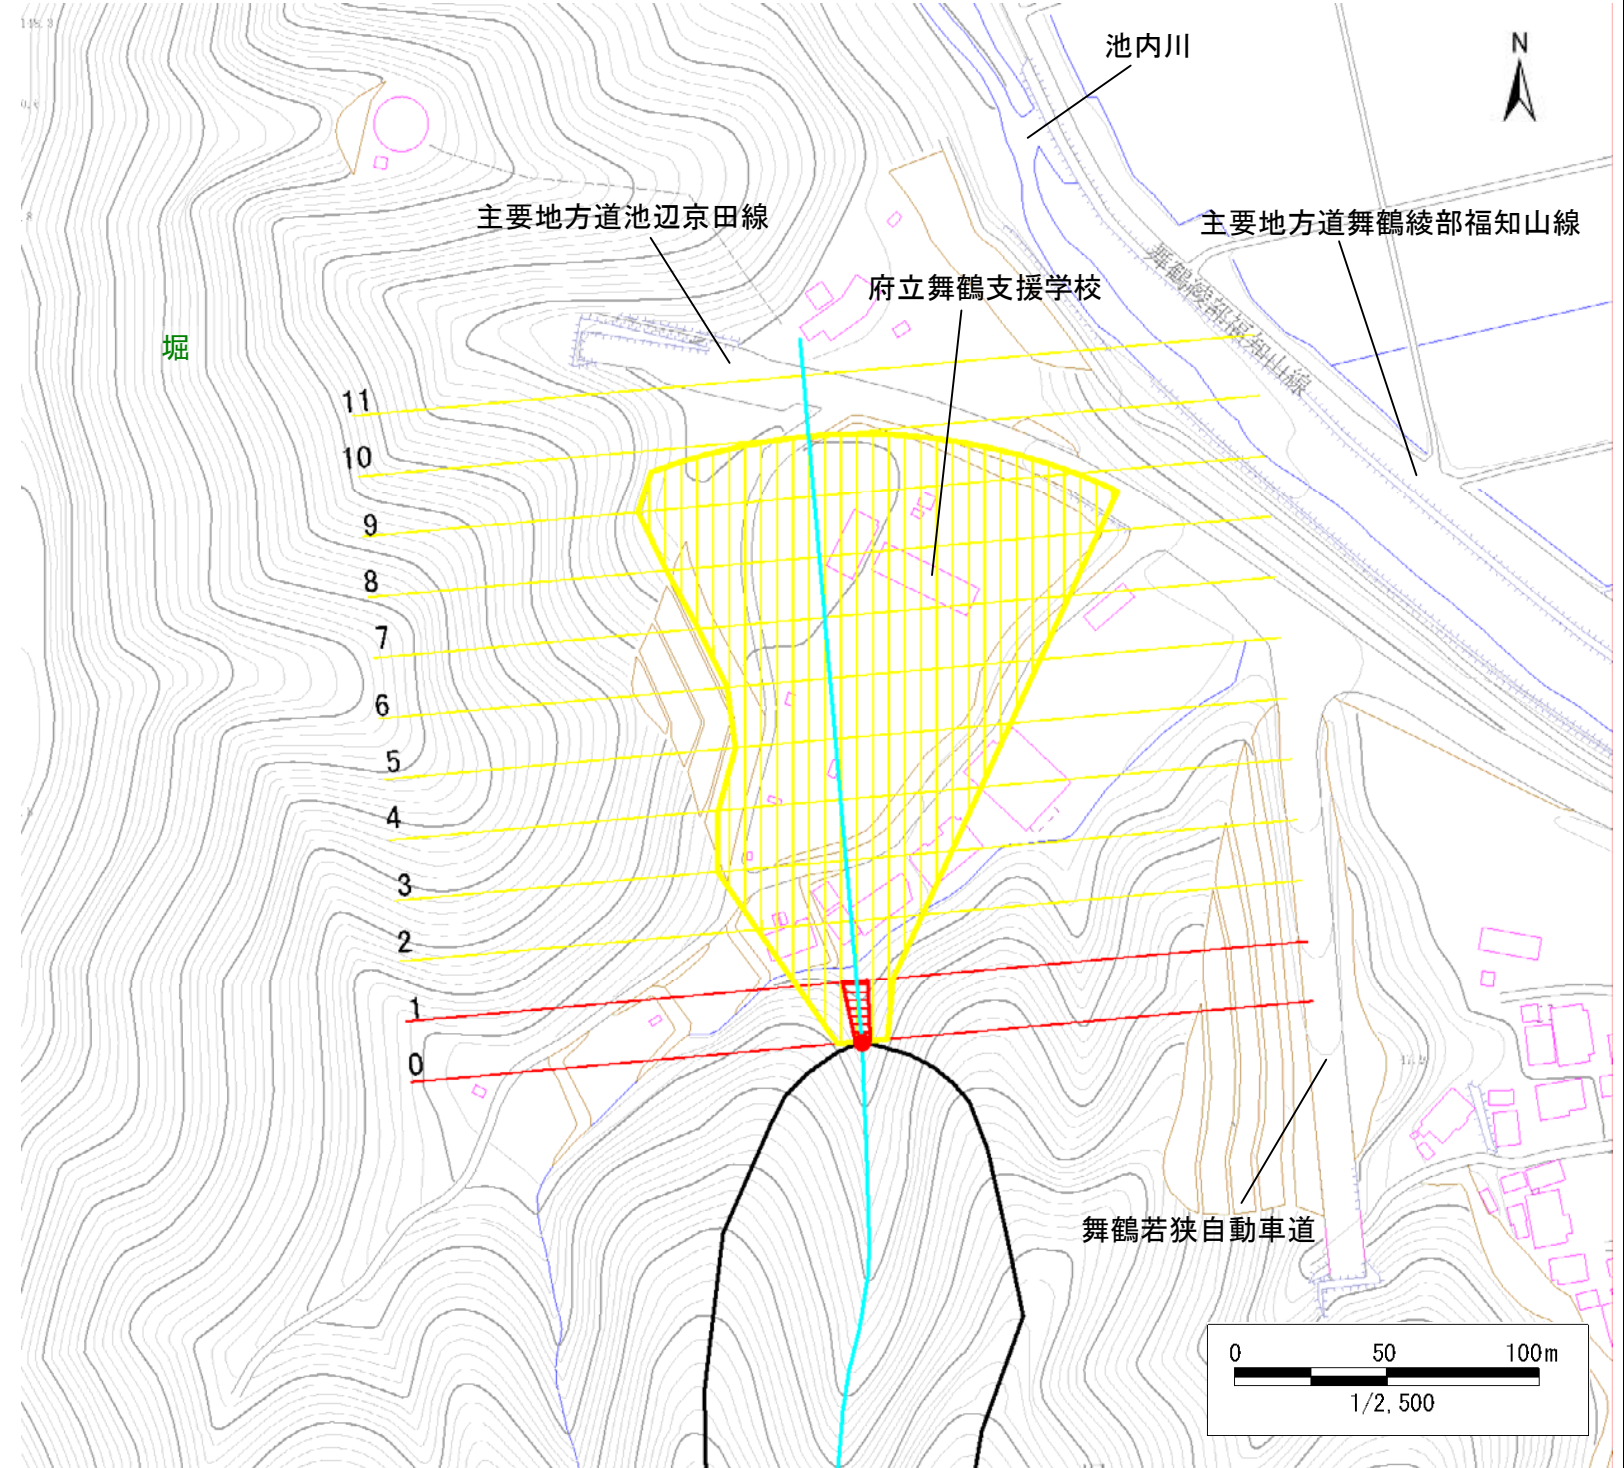 池内川
N
主要地方道池辺京田線
主要地方道舞鶴綾部福知山線
舞鶴綾部福知山線
府立舞鶴支援学校
堀
11
10
9
8
7
6
5
4
3
2
1
0
舞鶴若狭自動車道
0 50 100m
1/2,500